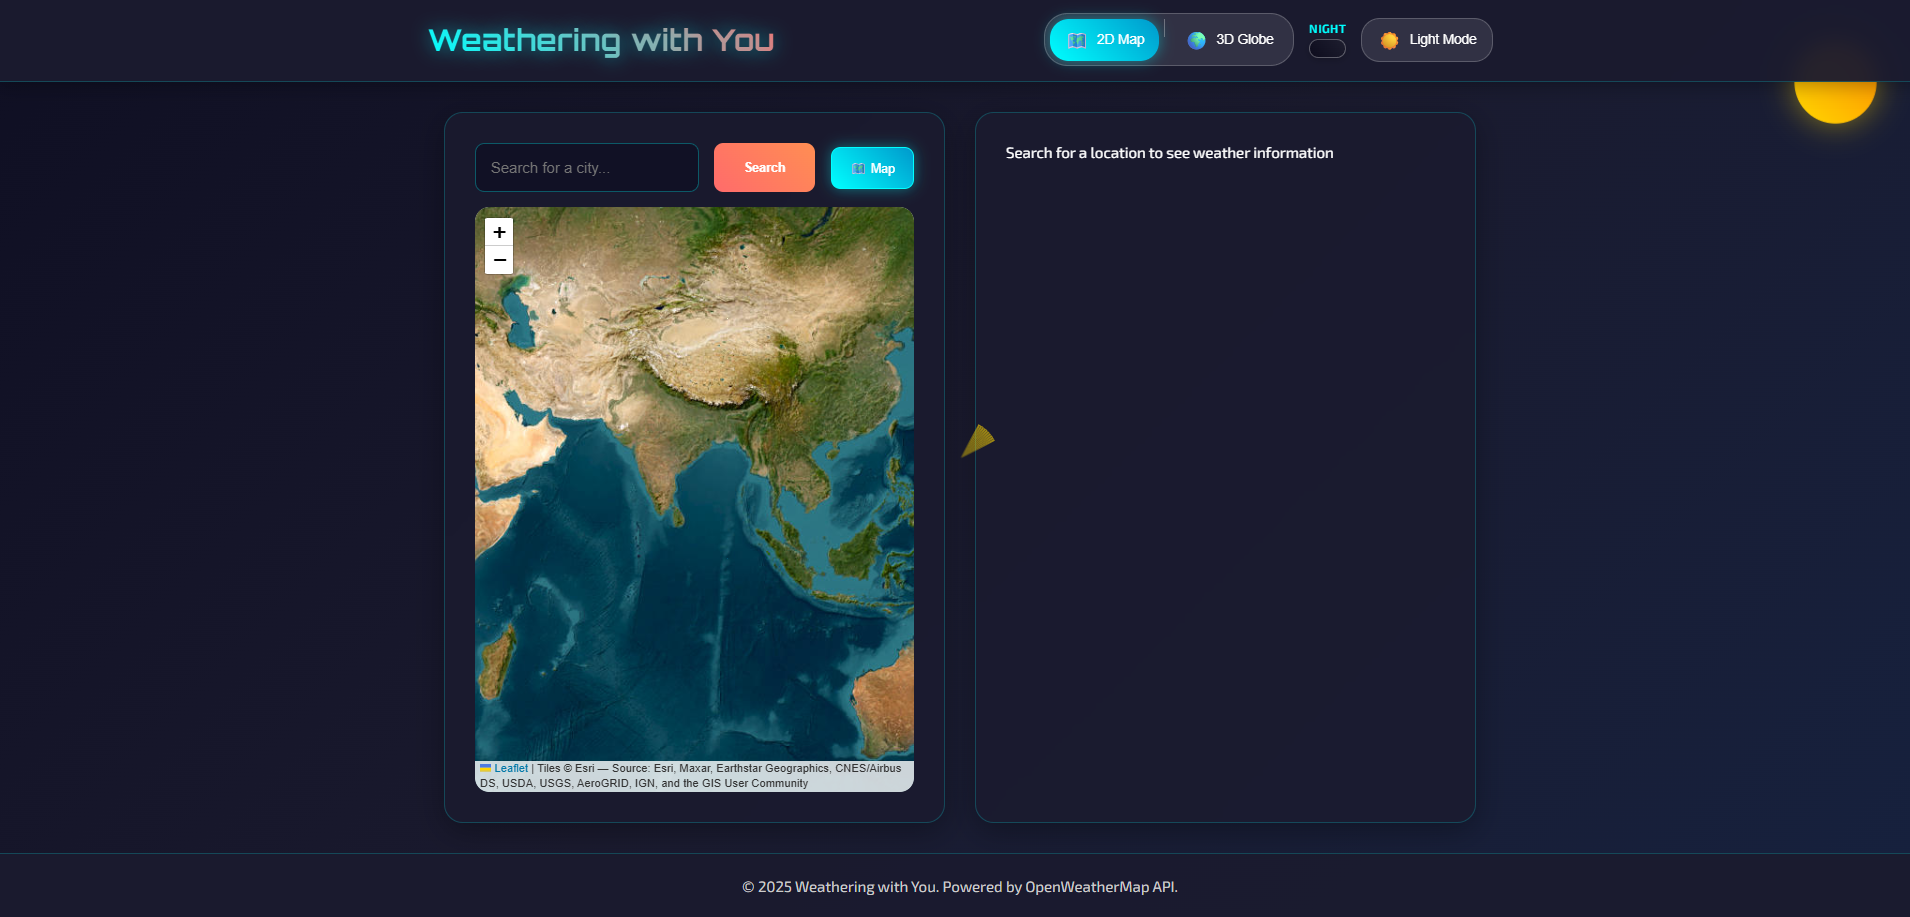 Weathering with You
2D Map
3D Globe
NIGHT
Light Mode
Search for a city...
Search
Map
Search for a location to see weather information
+
−
Leaflet | Tiles © Esri — Source: Esri, Maxar, Earthstar Geographics, CNES/Airbus
DS, USDA, USGS, AeroGRID, IGN, and the GIS User Community
© 2025 Weathering with You. Powered by OpenWeatherMap API.